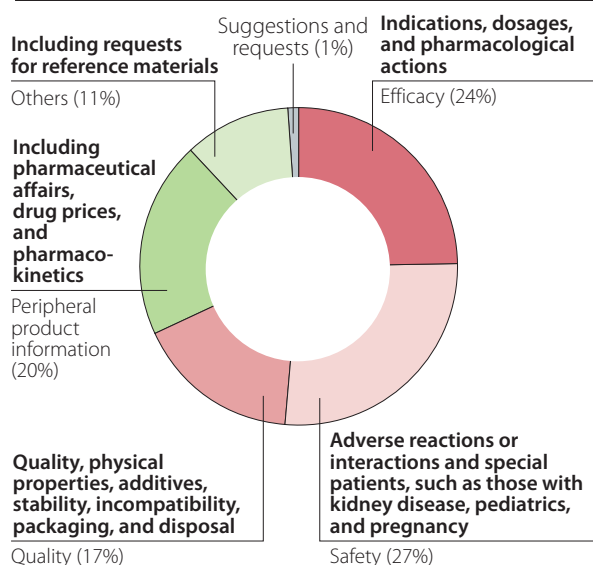 Suggestions and
requests (1%)
Indications, dosages,
and pharmacological
actions
Efficacy (24%)
Including requests
for reference materials
Others (11%)
Including
pharmaceutical
affairs,
drug prices,
and
pharmaco-
kinetics
Peripheral
product
information
(20%)
Quality, physical
properties, additives,
stability, incompatibility,
packaging, and disposal
Quality (17%)
Adverse reactions or
interactions and special
patients, such as those with
kidney disease, pediatrics,
and pregnancy
Safety (27%)